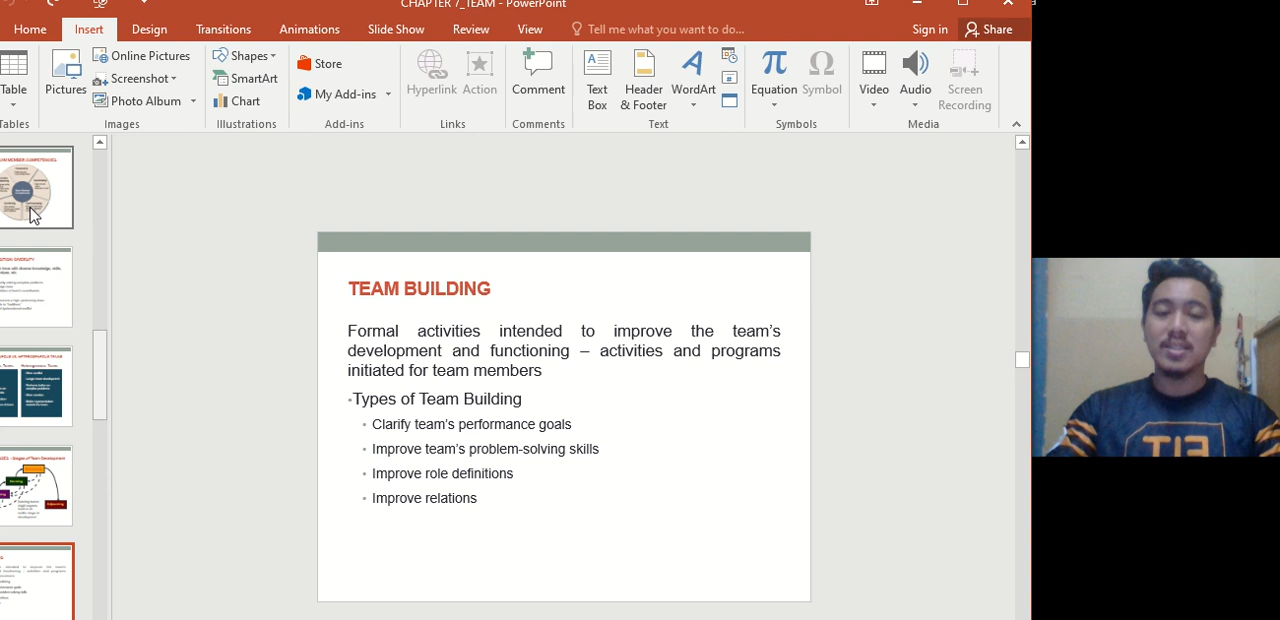 CHAPTER 7_TEAM - PowerPoint
Home Insert Design Transitions Animations Slide Show Review View Tell me what you want to do... Sign in Share
Table
Tables
Pictures
Online Pictures
Screenshot
Photo Album
Images
Shapes
SmartArt
Chart
Illustrations
Store
My Add-ins
Add-ins
Hyperlink Action
Links
Comment
Comments
Text
Box
Header
& Footer
WordArt
Text
Equation Symbol
Symbols
Video Audio Screen
Recording
Media
TEAM BUILDING
Formal activities intended to improve the team's
development and functioning – activities and programs
initiated for team members
•Types of Team Building
• Clarify team's performance goals
• Improve team's problem-solving skills
• Improve role definitions
• Improve relations